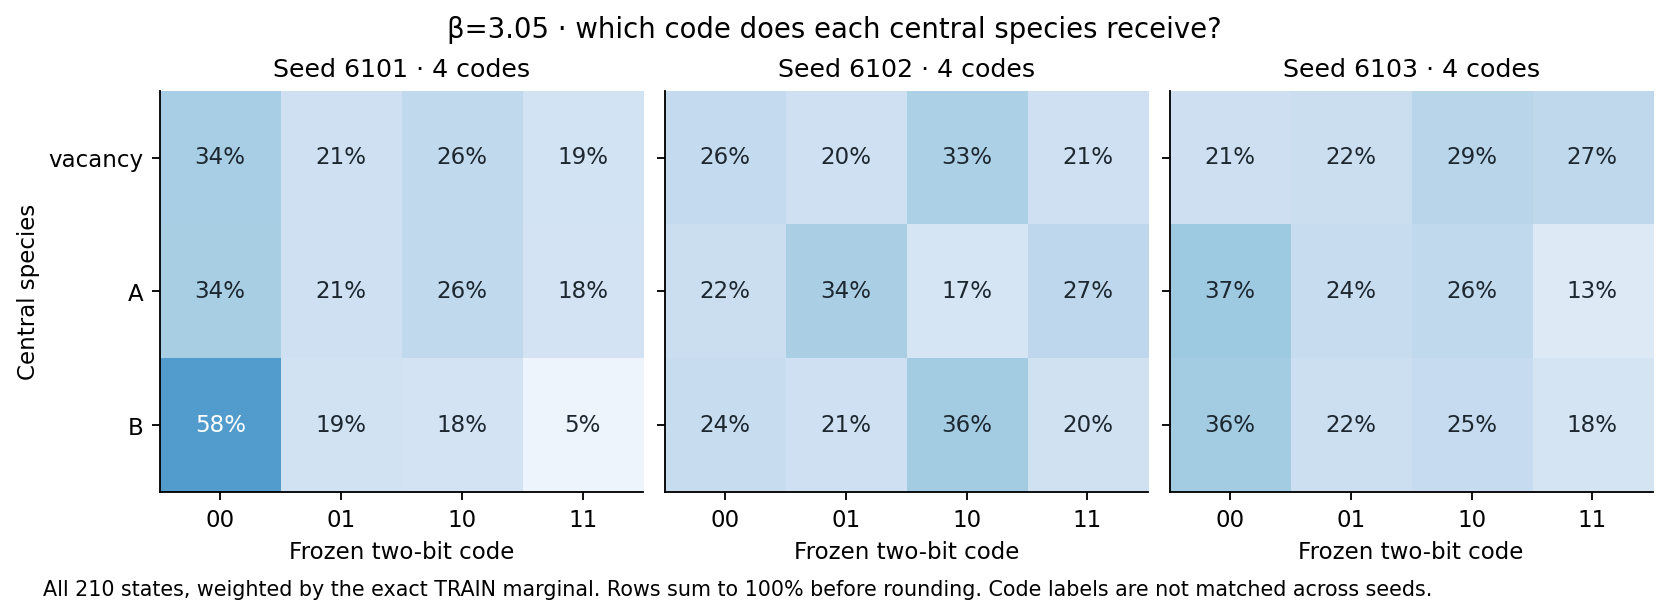 β=3.05 · which code does each central species receive?
Seed 6101 · 4 codes
Seed 6102 · 4 codes
Seed 6103 · 4 codes
Central species
vacancy
34% 21% 26% 19%
26% 20% 33% 21%
21% 22% 29% 27%
A
34% 21% 26% 18%
22% 34% 17% 27%
37% 24% 26% 13%
B
58% 19% 18% 5%
24% 21% 36% 20%
36% 22% 25% 18%
00 01 10 11
00 01 10 11
00 01 10 11
Frozen two-bit code
Frozen two-bit code
Frozen two-bit code
All 210 states, weighted by the exact TRAIN marginal. Rows sum to 100% before rounding. Code labels are not matched across seeds.